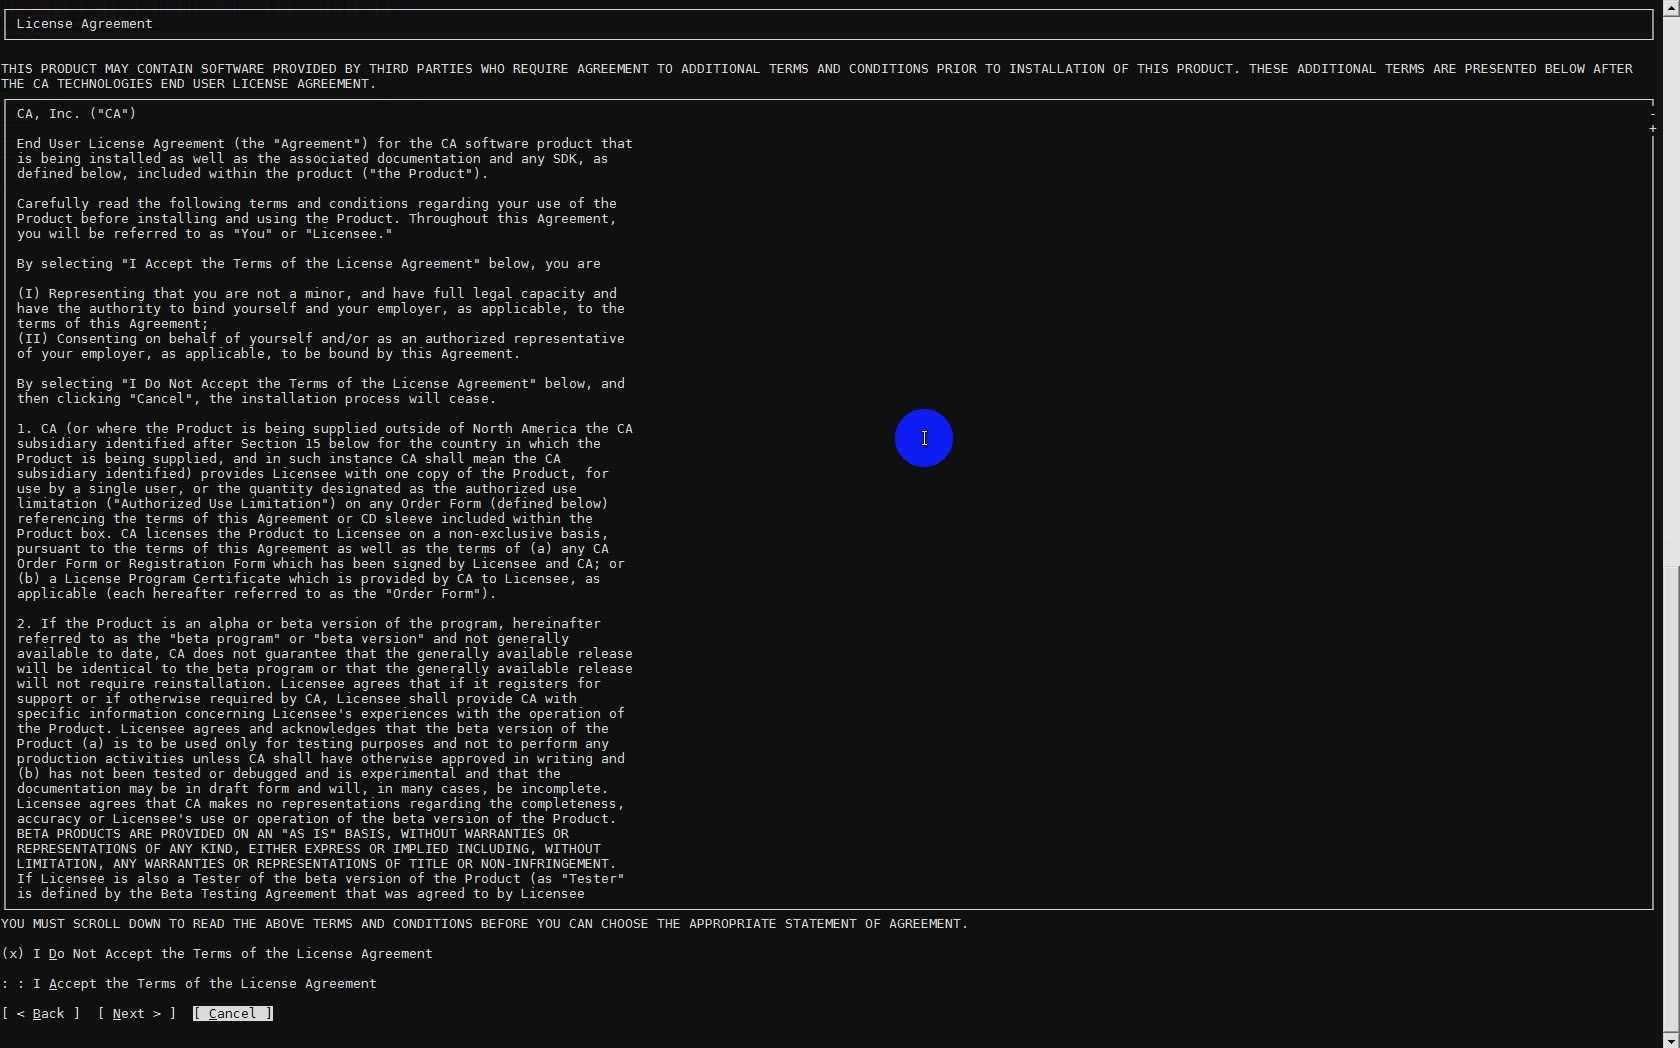 License Agreement
THIS PRODUCT MAY CONTAIN SOFTWARE PROVIDED BY THIRD PARTIES WHO REQUIRE AGREEMENT TO ADDITIONAL TERMS AND CONDITIONS PRIOR TO INSTALLATION OF THIS PRODUCT. THESE ADDITIONAL TERMS ARE PRESENTED BELOW AFTER
THE CA TECHNOLOGIES END USER LICENSE AGREEMENT.
CA, Inc. ("CA")
End User License Agreement (the "Agreement") for the CA software product that
is being installed as well as the associated documentation and any SDK, as
defined below, included within the product ("the Product").
Carefully read the following terms and conditions regarding your use of the
Product before installing and using the Product. Throughout this Agreement,
you will be referred to as "You" or "Licensee."
By selecting "I Accept the Terms of the License Agreement" below, you are
(I) Representing that you are not a minor, and have full legal capacity and
have the authority to bind yourself and your employer, as applicable, to the
terms of this Agreement;
(II) Consenting on behalf of yourself and/or as an authorized representative
of your employer, as applicable, to be bound by this Agreement.
By selecting "I Do Not Accept the Terms of the License Agreement" below, and
then clicking "Cancel", the installation process will cease.
1. CA (or where the Product is being supplied outside of North America the CA
subsidiary identified after Section 15 below for the country in which the
Product is being supplied, and in such instance CA shall mean the CA
subsidiary identified) provides Licensee with one copy of the Product, for
use by a single user, or the quantity designated as the authorized use
limitation ("Authorized Use Limitation") on any Order Form (defined below)
referencing the terms of this Agreement or CD sleeve included within the
Product box. CA licenses the Product to Licensee on a non-exclusive basis,
pursuant to the terms of this Agreement as well as the terms of (a) any CA
Order Form or Registration Form which has been signed by Licensee and CA; or
(b) a License Program Certificate which is provided by CA to Licensee, as
applicable (each hereafter referred to as the "Order Form").
2. If the Product is an alpha or beta version of the program, hereinafter
referred to as the "beta program" or "beta version" and not generally
available to date, CA does not guarantee that the generally available release
will be identical to the beta program or that the generally available release
will not require reinstallation. Licensee agrees that if it registers for
support or if otherwise required by CA, Licensee shall provide CA with
specific information concerning Licensee's experiences with the operation of
the Product. Licensee agrees and acknowledges that the beta version of the
Product (a) is to be used only for testing purposes and not to perform any
production activities unless CA shall have otherwise approved in writing and
(b) has not been tested or debugged and is experimental and that the
documentation may be in draft form and will, in many cases, be incomplete.
Licensee agrees that CA makes no representations regarding the completeness,
accuracy or Licensee's use or operation of the beta version of the Product.
BETA PRODUCTS ARE PROVIDED ON AN "AS IS" BASIS, WITHOUT WARRANTIES OR
REPRESENTATIONS OF ANY KIND, EITHER EXPRESS OR IMPLIED INCLUDING, WITHOUT
LIMITATION, ANY WARRANTIES OR REPRESENTATIONS OF TITLE OR NON-INFRINGEMENT.
If Licensee is also a Tester of the beta version of the Product (as "Tester"
is defined by the Beta Testing Agreement that was agreed to by Licensee
YOU MUST SCROLL DOWN TO READ THE ABOVE TERMS AND CONDITIONS BEFORE YOU CAN CHOOSE THE APPROPRIATE STATEMENT OF AGREEMENT.
(x) I Do Not Accept the Terms of the License Agreement
: : I Accept the Terms of the License Agreement
[ < Back ] [ Next > ] [ Cancel ]